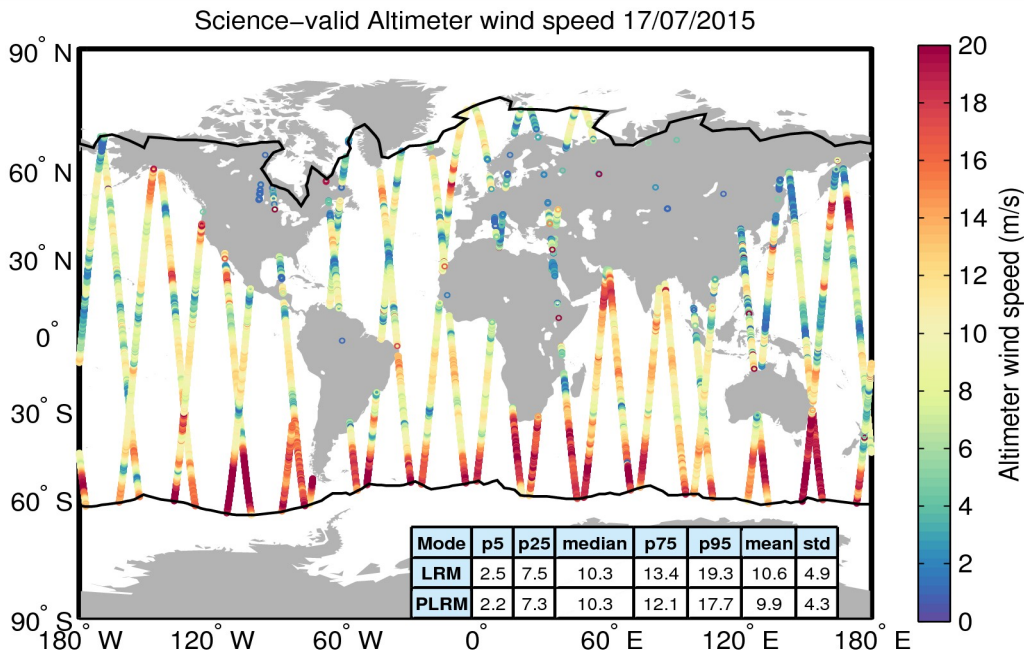 Science−valid Altimeter wind speed 17/07/2015
90° N
60° N
30° N
0°
30° S
60° S
90° S
180° W
120° W
60° W
0°
60° E
120° E
180° E
Mode p5 p25 median p75 p95 mean std
LRM 2.5 7.5 10.3 13.4 19.3 10.6 4.9
PLRM 2.2 7.3 10.3 12.1 17.7 9.9 4.3
20
18
16
14
12
10
8
6
4
2
0
Altimeter wind speed (m/s)